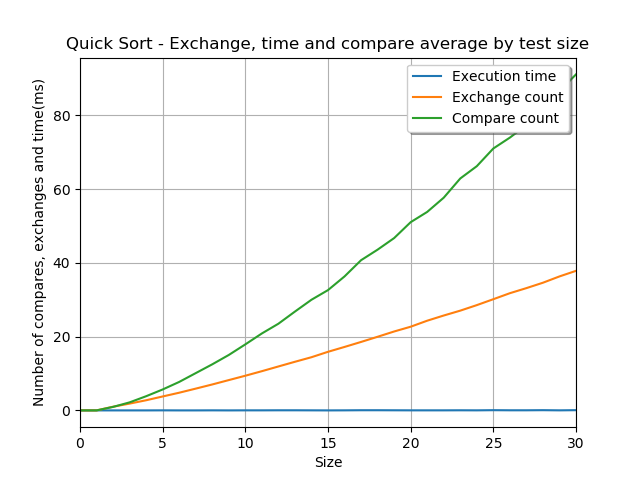 Quick Sort - Exchange, time and compare average by test size
Number of compares, exchanges and time(ms)
80
60
40
20
0
Execution time
Exchange count
Compare count
0 5 10 15 20 25 30
Size